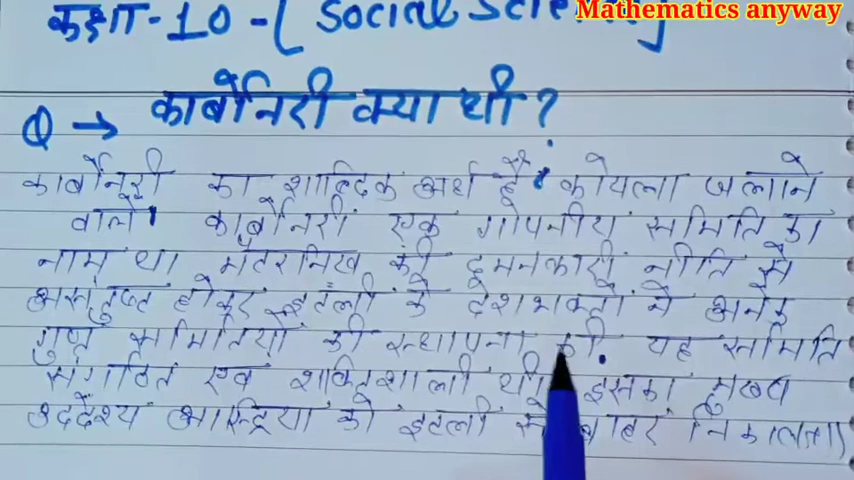 Mathematics anyway
कक्षा-10-( Social Science)
Q → कार्बोनरी क्या थी?
कार्बोनरी का शाब्दिक अर्थ है कोयला जलाने
वाले। कार्बोनरी एक गोपनीय समिति का
नाम था मेटरनिख की दमनकारी नीति से
असंतुष्ट होकर इटली के देशभक्तों ने अनेक
गुप्त समितियों की स्थापना की। यह समिति
संगठित एवं शक्तिशाली थी इसका मुख्य
उददेश्य आस्ट्रिया को इटली से बाहर निकालना)